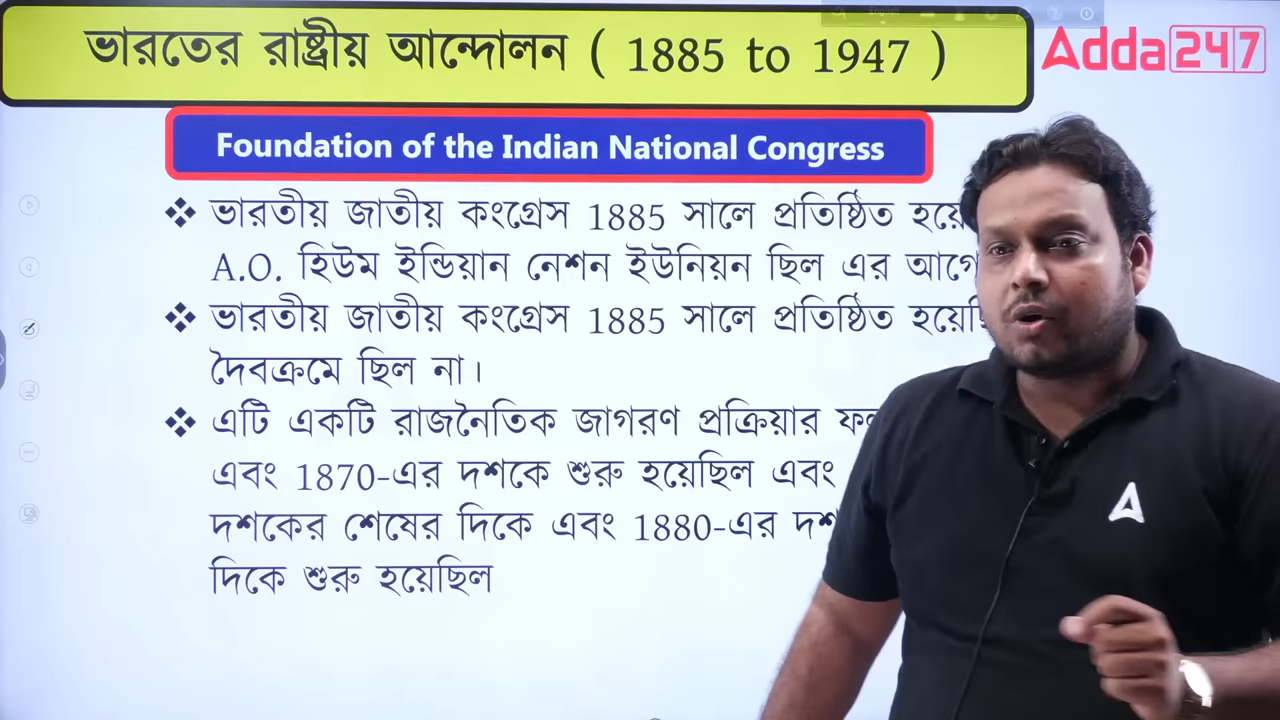 ভারতের রাষ্ট্রীয় আন্দোলন ( 1885 to 1947 )
Adda247
Foundation of the Indian National Congress
❖ ভারতীয় জাতীয় কংগ্রেস 1885 সালে প্রতিষ্ঠিত
A.O. হিউম ইন্ডিয়ান নেশন ইউনিয়ন ছিল এর
❖ ভারতীয় জাতীয় কংগ্রেস 1885 সালে প্রতিষ্ঠিত
দৈবক্রমে ছিল না।
❖ এটি একটি রাজনৈতিক জাগরণ প্রক্রিয়ার
এবং 1870-এর দশকে শুরু হয়েছিল এবং
দশকের শেষের দিকে এবং 1880-এর
দিকে শুরু হয়েছিল